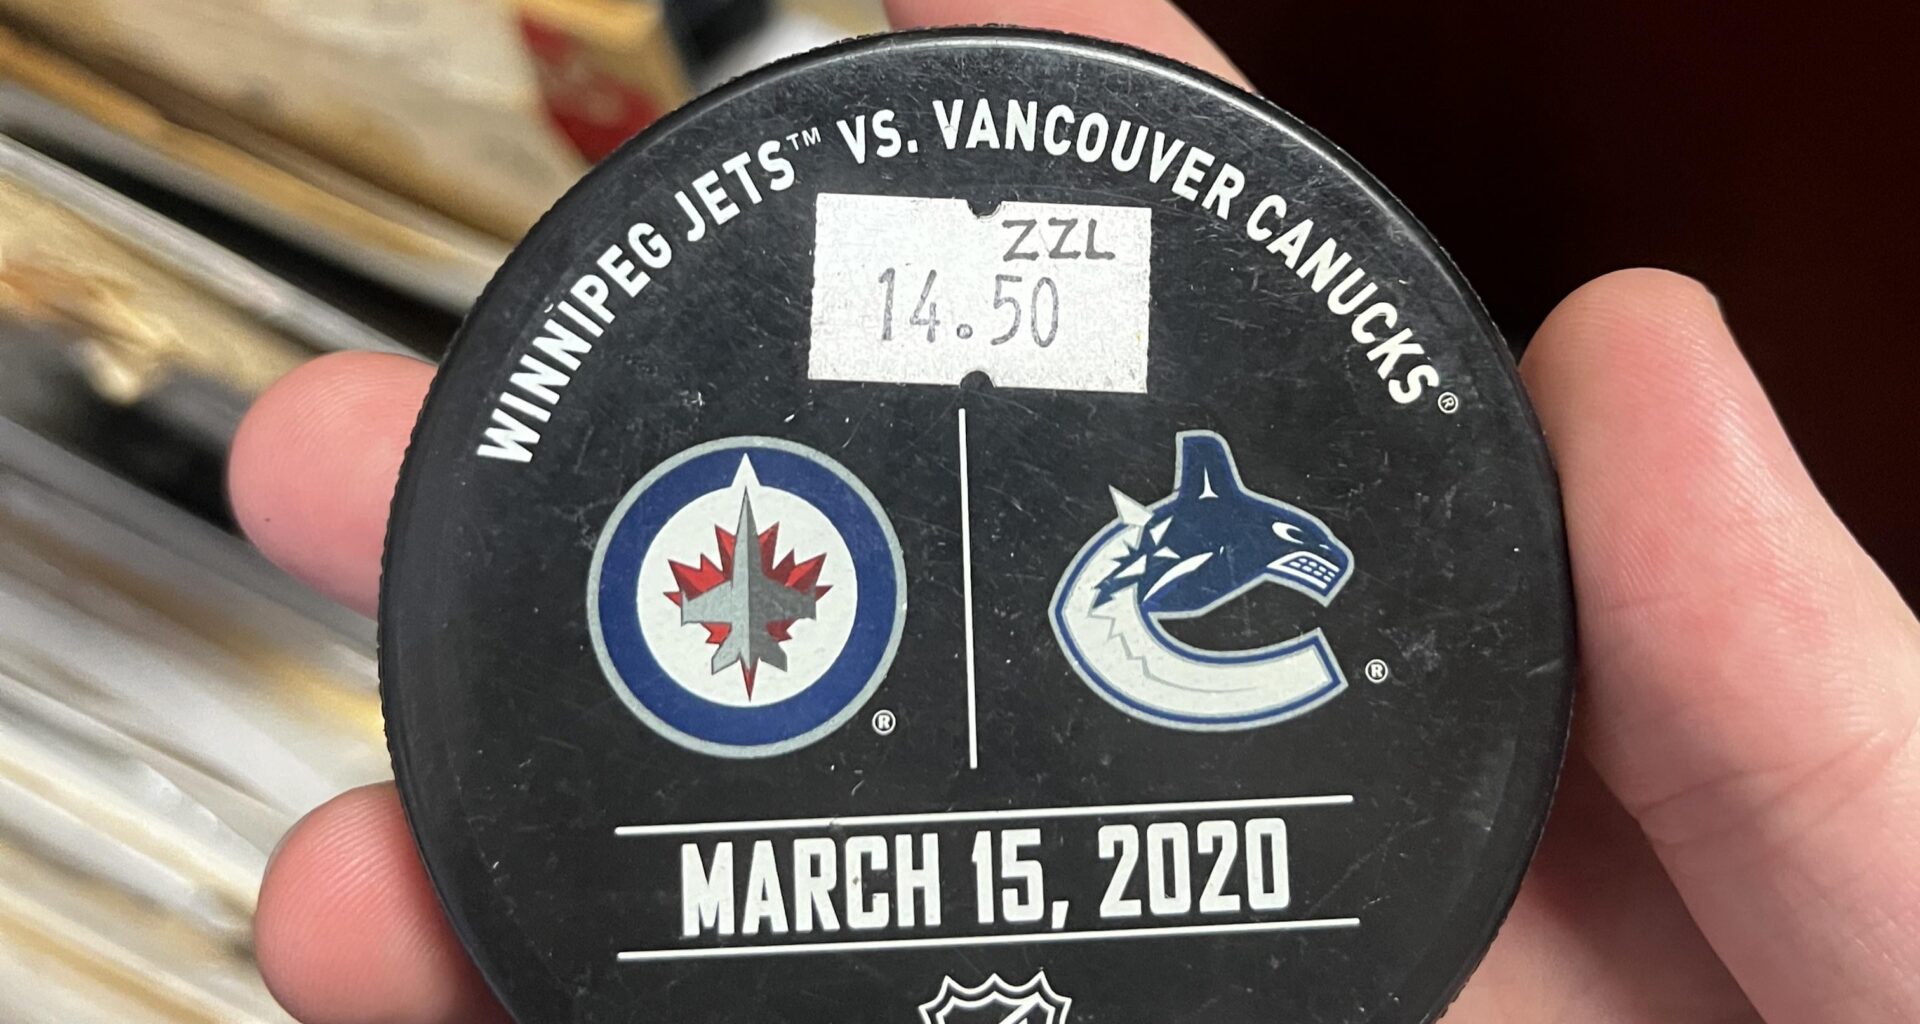 WINNIPEG JETS™ VS. VANCOUVER CANUCKS®
ZZL
14.50
®
®
MARCH 15, 2020